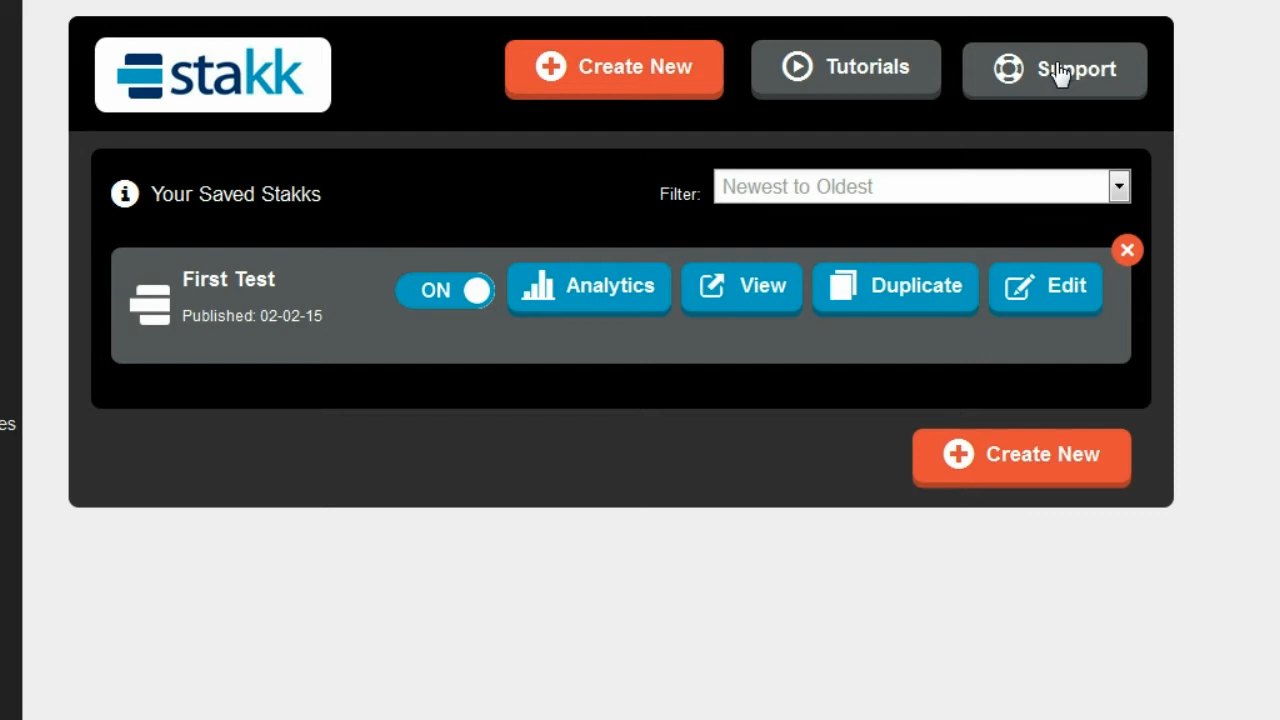 stakk
Create New
Tutorials
Support
Your Saved Stakks
Filter:
Newest to Oldest
First Test
Published: 02-02-15
ON
Analytics
View
Duplicate
Edit
es
Create New